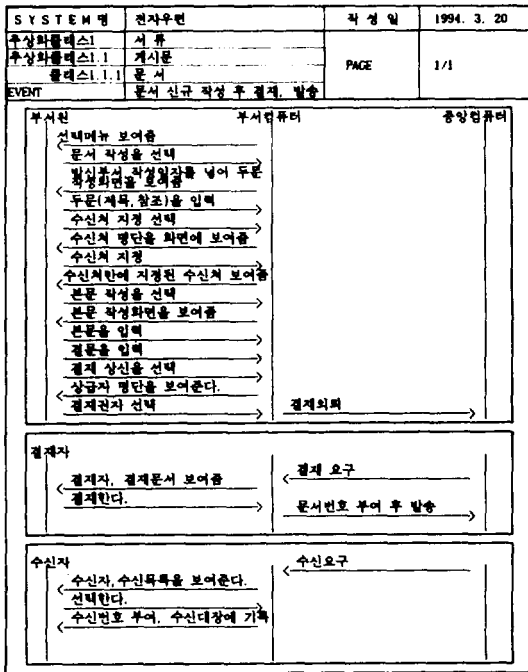 SYSTEM명 전자우편 작성일 1994. 3. 20
추상화클래스1 서류
추상화클래스1.1 게시문 PAGE 1/1
클래스1.1.1 문서
EVENT 문서 신규 작성 후 결재, 발송
부서원 부서컴퓨터 중앙컴퓨터
선택메뉴 보여줌
문서 작성을 선택
발신부서 작성일자를 넣어 두문
작성화면을 보여줌
두문(제목,참조)을 입력
수신처 지정 선택
수신처 명단을 화면에 보여줌
수신처 지정
수신처란에 지정된 수신처 보여줌
본문 작성을 선택
본문 작성화면을 보여줌
본문을 입력
결문을 입력
결재 상신을 선택
상급자 명단을 보여준다.
결재권자 선택 결재의뢰
결재자
결재 요구
결재자, 결재문서 보여줌
결재한다.
문서번호 부여 후 발송
수신자 수신요구
수신자,수신목록을 보여준다.
선택한다.
수신번호 부여, 수신대장에 기록